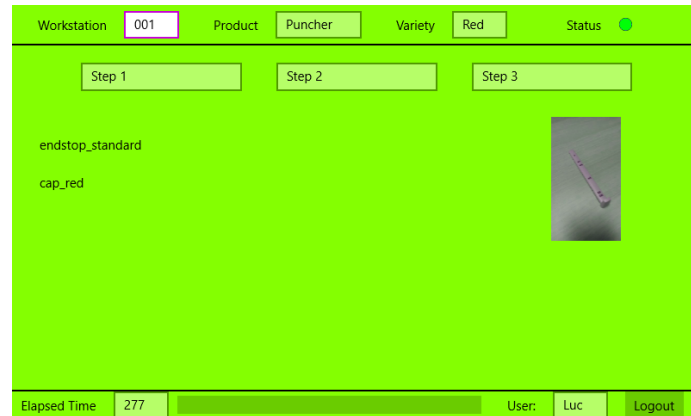 Workstation 001 Product Puncher Variety Red Status
Step 1 Step 2 Step 3
endstop_standard
cap_red
Elapsed Time 277 User: Luc Logout